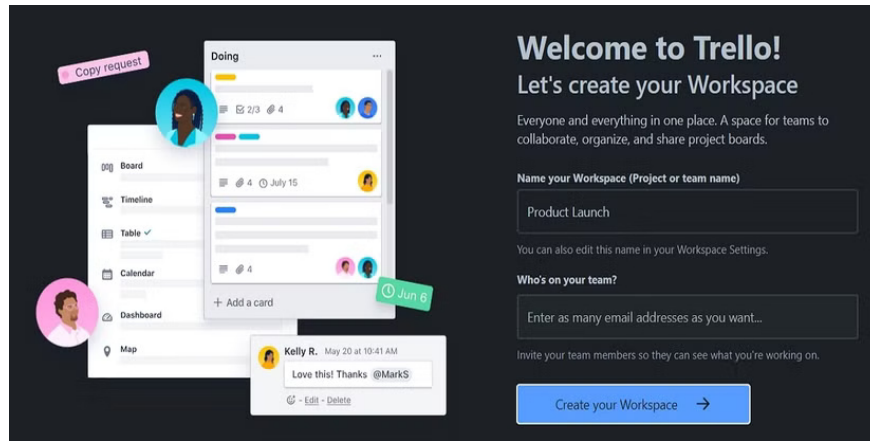 Copy request
Board
Timeline
Table
Calendar
Dashboard
Map
Doing
2/3 4
4 July 15
4
+ Add a card
Jun 6
Kelly R. May 20 at 10:41 AM
Love this! Thanks @MarkS
- Edit - Delete
Welcome to Trello!
Let's create your Workspace
Everyone and everything in one place. A space for teams to
collaborate, organize, and share project boards.
Name your Workspace (Project or team name)
Product Launch
You can also edit this name in your Workspace Settings.
Who's on your team?
Enter as many email addresses as you want...
Invite your team members so they can see what you're working on.
Create your Workspace →